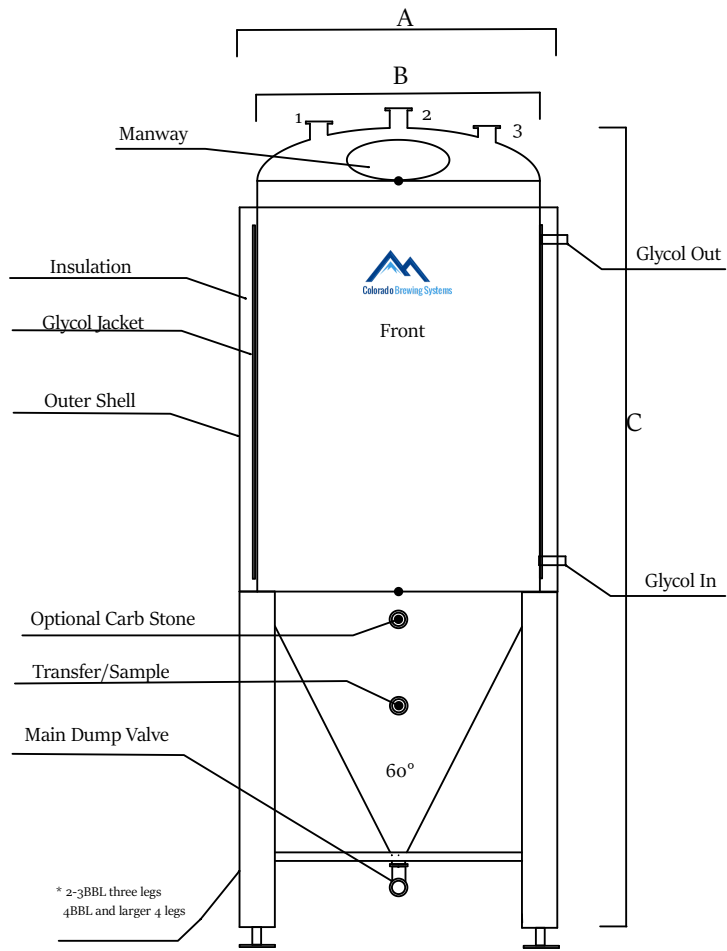 A
B
1
2
3
Manway
Insulation
Glycol Out
Colorado Brewing Systems
Glycol Jacket
Front
Outer Shell
C
Glycol In
Optional Carb Stone
Transfer/Sample
Main Dump Valve
60°
* 2-3BBL three legs
4BBL and larger 4 legs